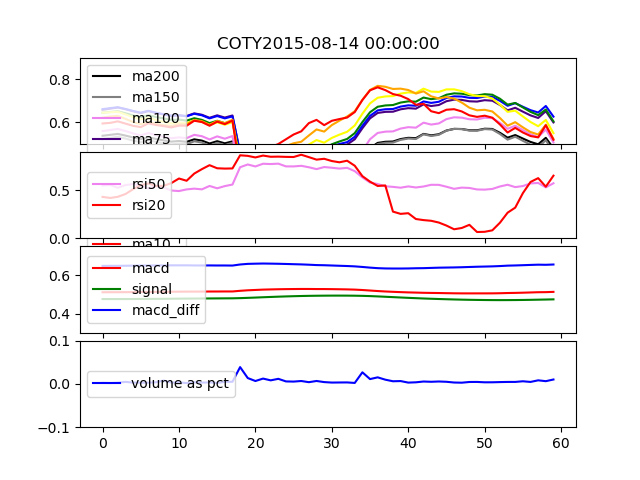 COTY2015-08-14 00:00:00
0.8
0.6
ma200
ma150
ma100
ma75
0.5
0.0
rsi50
rsi20
ma10
0.6
0.4
macd
signal
macd_diff
0.1
0.0
−0.1
volume as pct
0 10 20 30 40 50 60